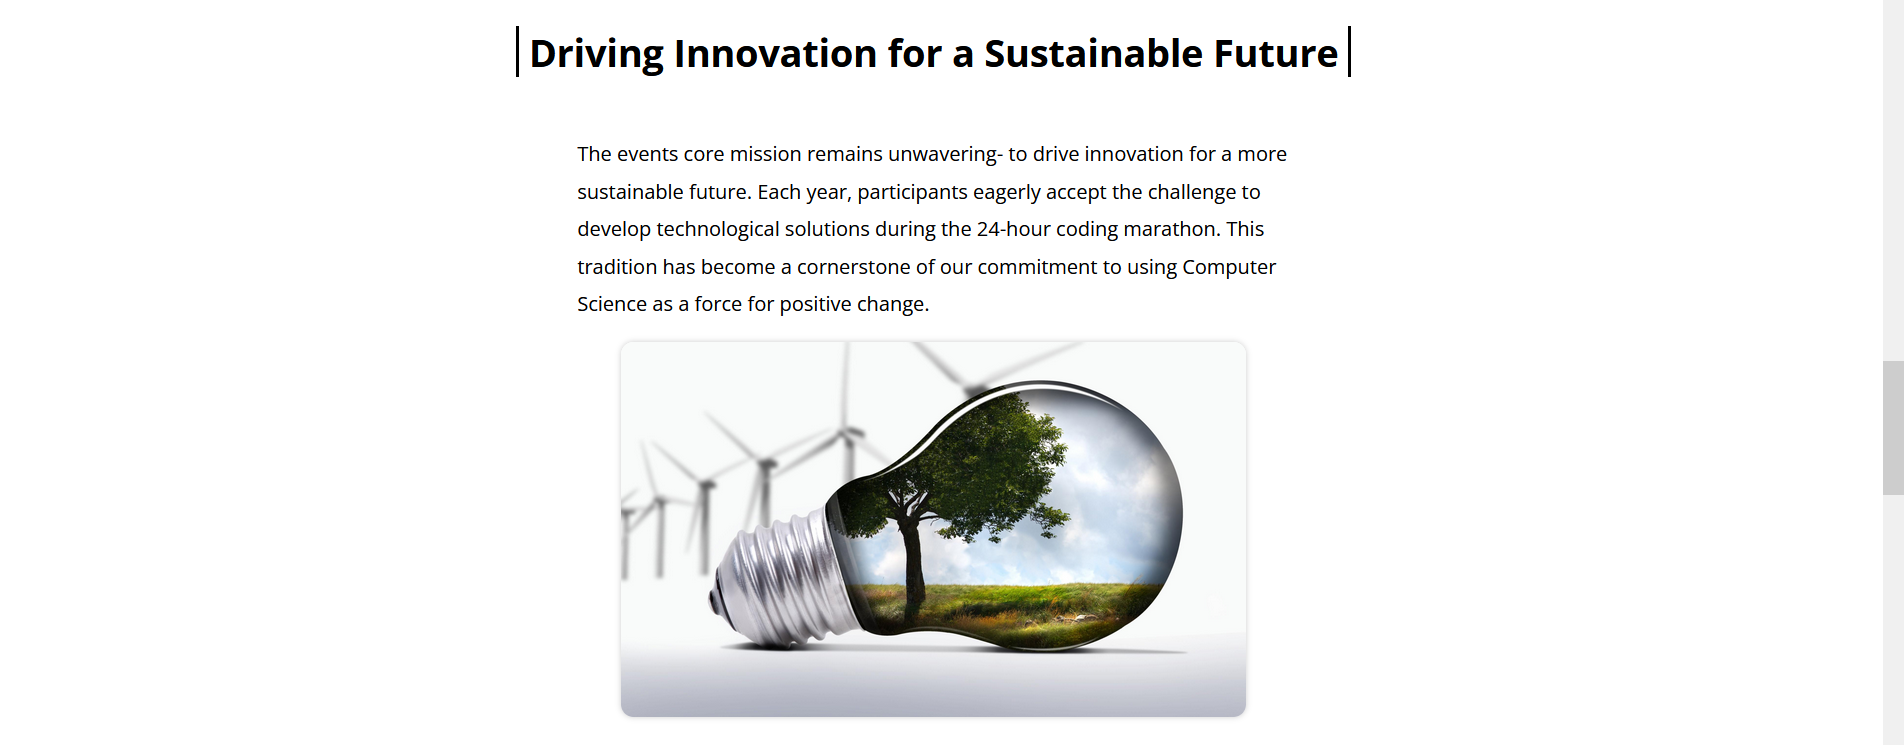 Driving Innovation for a Sustainable Future
The events core mission remains unwavering- to drive innovation for a more
sustainable future. Each year, participants eagerly accept the challenge to
develop technological solutions during the 24-hour coding marathon. This
tradition has become a cornerstone of our commitment to using Computer
Science as a force for positive change.